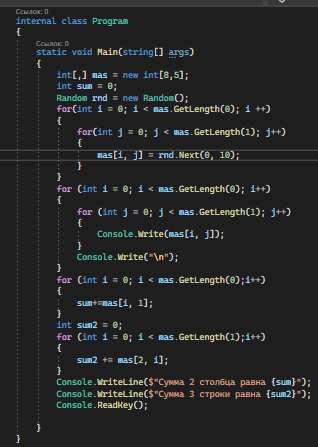 Ссылок: 0
internal class Program
{
Ссылок: 0
static void Main(string[] args)
{
int[,] mas = new int[8,5];
int sum = 0;
Random rnd = new Random();
for(int i = 0; i < mas.GetLength(0); i ++)
{
for(int j = 0; j < mas.GetLength(1); j++)
{
mas[i, j] = rnd.Next(0, 10);
}
}
for (int i = 0; i < mas.GetLength(0); i++)
{
for (int j = 0; j < mas.GetLength(1); j++)
{
Console.Write(mas[i, j]);
}
Console.Write("\n");
}
for (int i = 0; i < mas.GetLength(0);i++)
{
sum+=mas[i, 1];
}
int sum2 = 0;
for (int i = 0; i < mas.GetLength(1);i++)
{
sum2 += mas[2, i];
}
Console.WriteLine($"Сумма 2 столбца равна {sum}");
Console.WriteLine($"Сумма 3 строки равна {sum2}");
Console.ReadKey();
}
}